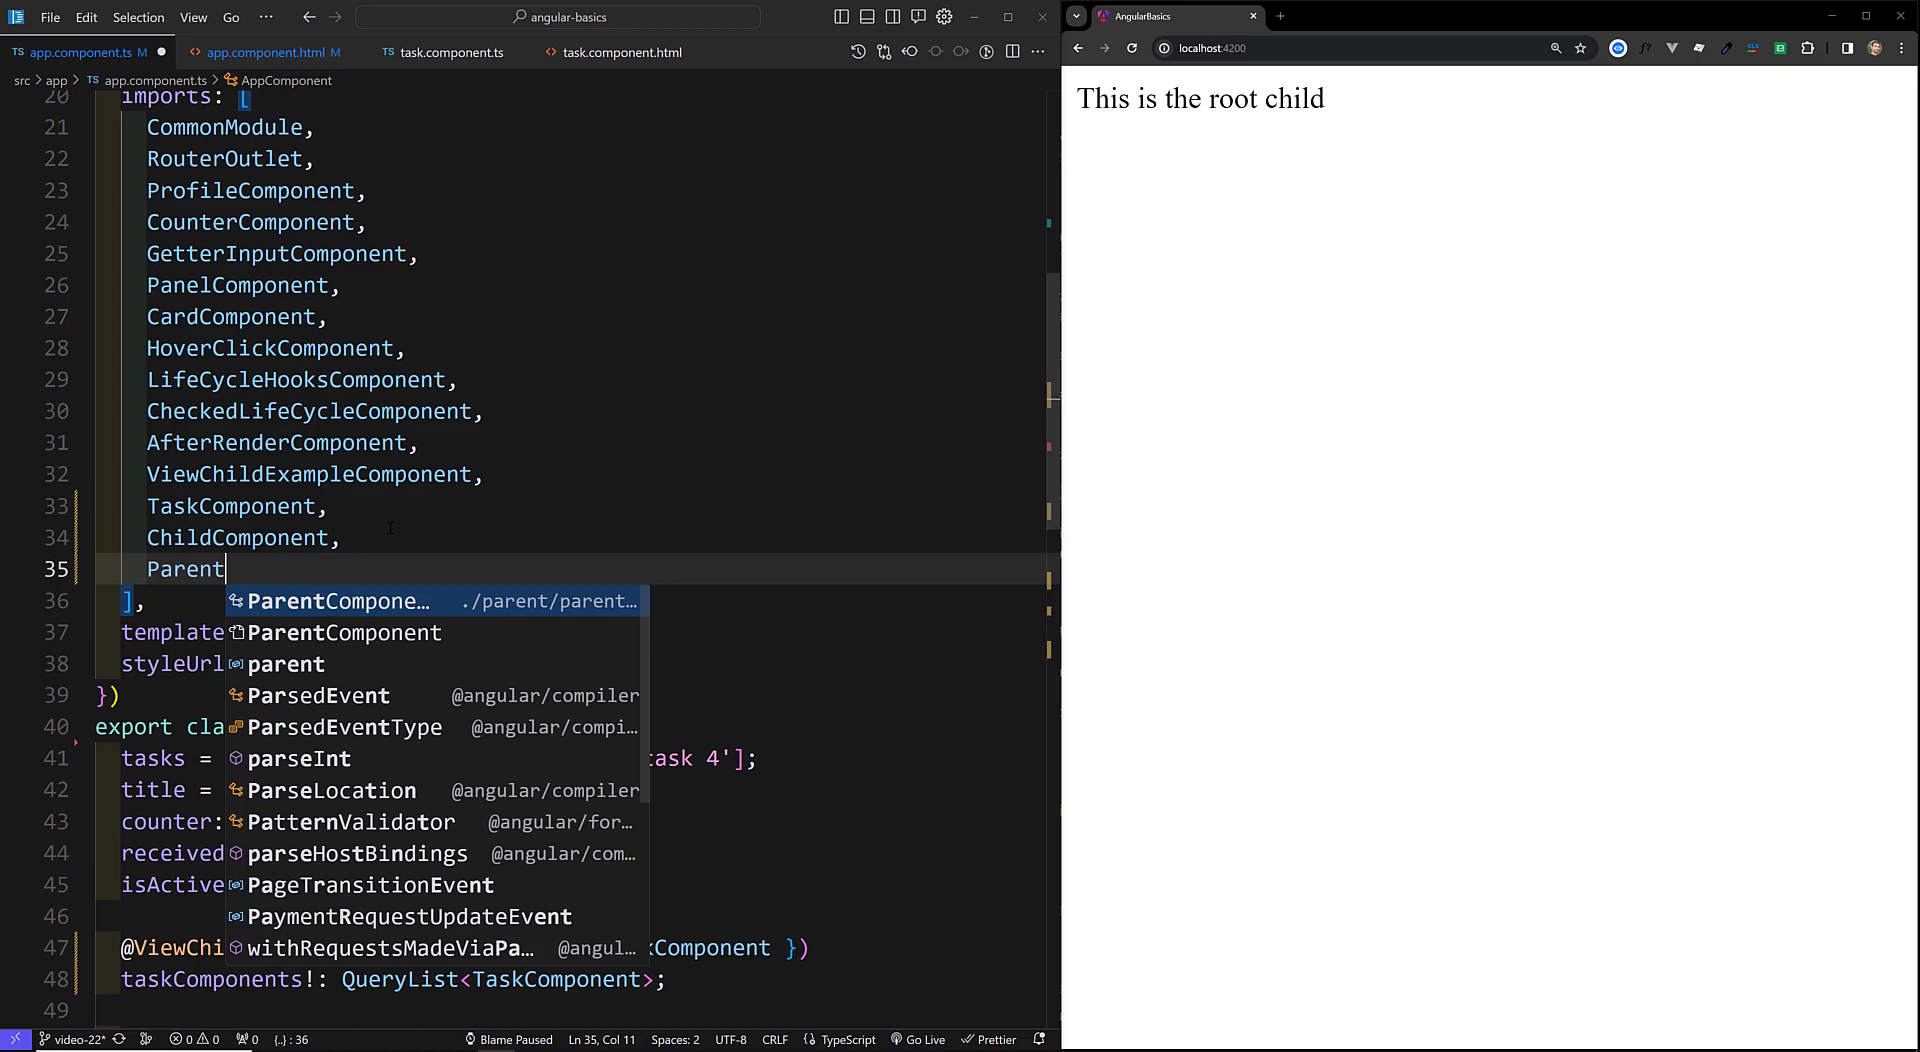 File Edit Selection View Go ··· angular-basics
TS app.component.ts M ● <> app.component.html M TS task.component.ts <> task.component.html ···
src > app > TS app.component.ts > AppComponent
20 imports: [
21 CommonModule,
22 RouterOutlet,
23 ProfileComponent,
24 CounterComponent,
25 GetterInputComponent,
26 PanelComponent,
27 CardComponent,
28 HoverClickComponent,
29 LifeCycleHooksComponent,
30 CheckedLifeCycleComponent,
31 AfterRenderComponent,
32 ViewChildExampleComponent,
33 TaskComponent,
34 ChildComponent,
35 Parent
36 ],
37 template
38 styleUrl
39 })
40 export cla
41 tasks = task 4'];
42 title =
43 counter:
44 received
45 isActive
46
47 @ViewChi kComponent })
48 taskComponents!: QueryList<TaskComponent>;
49
ParentCompone… ./parent/parent…
ParentComponent
parent
ParsedEvent @angular/compiler
ParsedEventType @angular/compi…
parseInt
ParseLocation @angular/compiler
PatternValidator @angular/for…
parseHostBindings @angular/com…
PageTransitionEvent
PaymentRequestUpdateEvent
withRequestsMadeViaPa… @angul…
video-22* 0 0 0 {..} : 36 Blame Paused Ln 35, Col 11 Spaces: 2 UTF-8 CRLF {} TypeScript Go Live Prettier
AngularBasics
localhost:4200
This is the root child